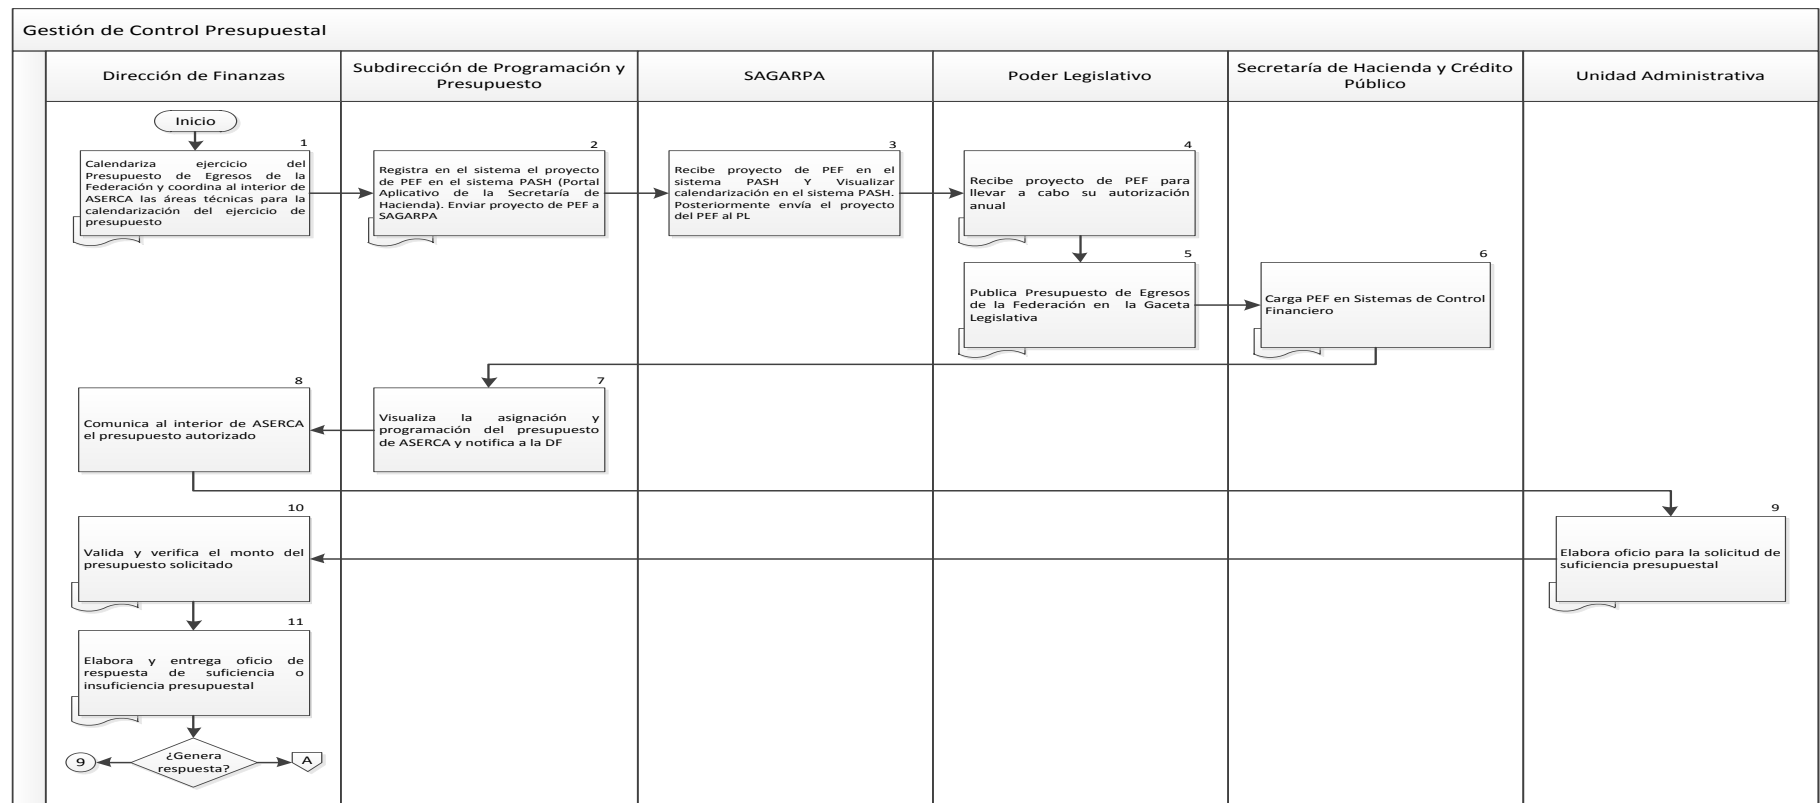 Gestión de Control Presupuestal
Dirección de Finanzas
Subdirección de Programación y
Presupuesto
SAGARPA
Poder Legislativo
Secretaría de Hacienda y Crédito
Público
Unidad Administrativa
Inicio
1
Calendariza ejercicio del
Presupuesto de Egresos de la
Federación y coordina al interior de
ASERCA las áreas técnicas para la
calendarización del ejercicio de
presupuesto
2
Registra en el sistema el proyecto
de PEF en el sistema PASH (Portal
Aplicativo de la Secretaría de
Hacienda). Enviar proyecto de PEF a
SAGARPA
3
Recibe proyecto de PEF en el
sistema PASH Y Visualizar
calendarización en el sistema PASH.
Posteriormente envía el proyecto
del PEF al PL
4
Recibe proyecto de PEF para
llevar a cabo su autorización
anual
5
Publica Presupuesto de Egresos
de la Federación en la Gaceta
Legislativa
6
Carga PEF en Sistemas de Control
Financiero
8
Comunica al interior de ASERCA
el presupuesto autorizado
7
Visualiza la asignación y
programación del presupuesto
de ASERCA y notifica a la DF
10
Valida y verifica el monto del
presupuesto solicitado
9
Elabora oficio para la solicitud de
suficiencia presupuestal
11
Elabora y entrega oficio de
respuesta de suficiencia o
insuficiencia presupuestal
9
¿Genera
respuesta?
A